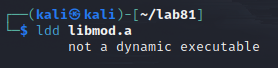 ┌──(kali㉿kali)-[~/lab81]
└─$ ldd libmod.a
        not a dynamic executable